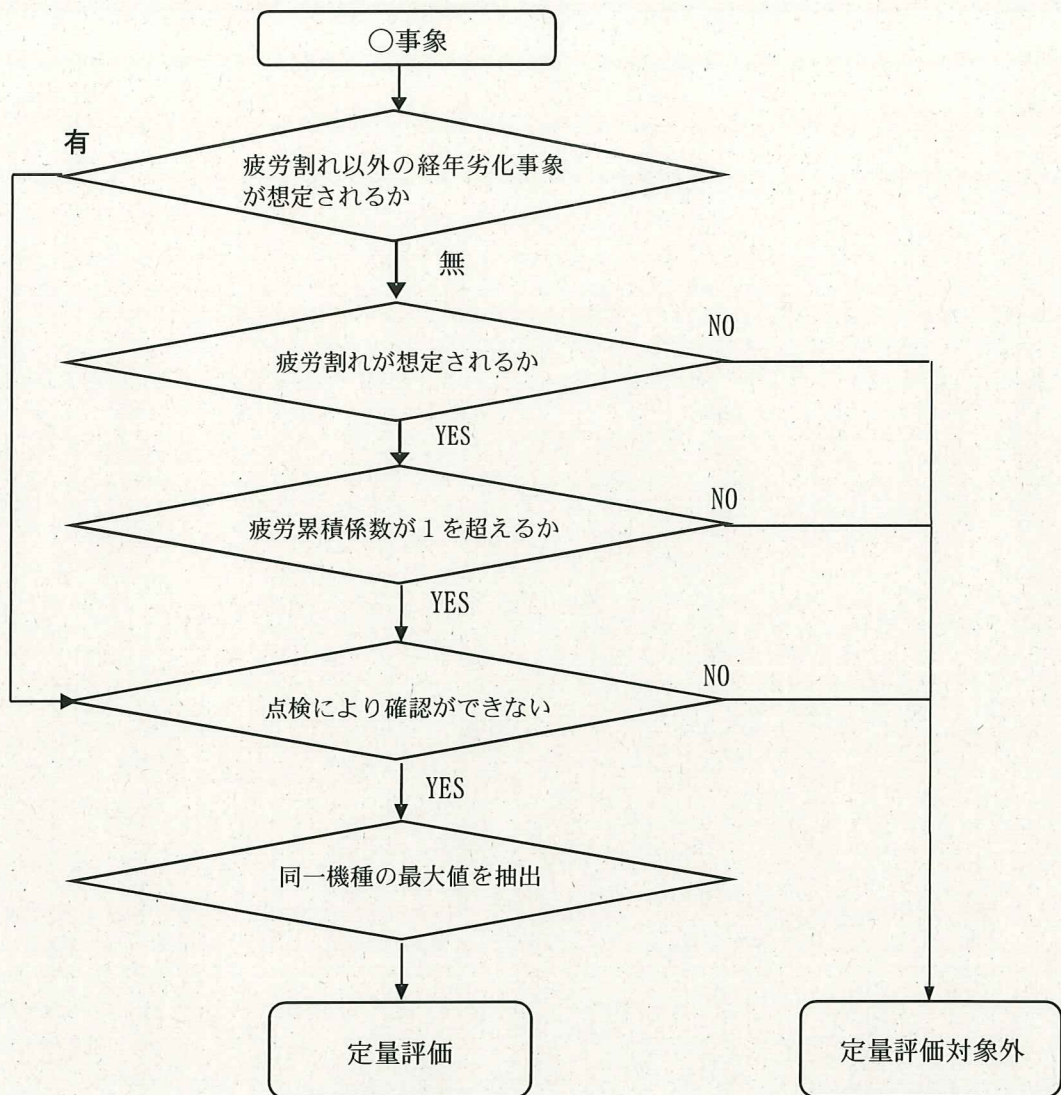 ○事象
有
疲労割れ以外の経年劣化事象
が想定されるか
無
NO
疲労割れが想定されるか
YES
NO
疲労累積係数が1を超えるか
YES
NO
点検により確認ができない
YES
同一機種の最大値を抽出
定量評価
定量評価対象外